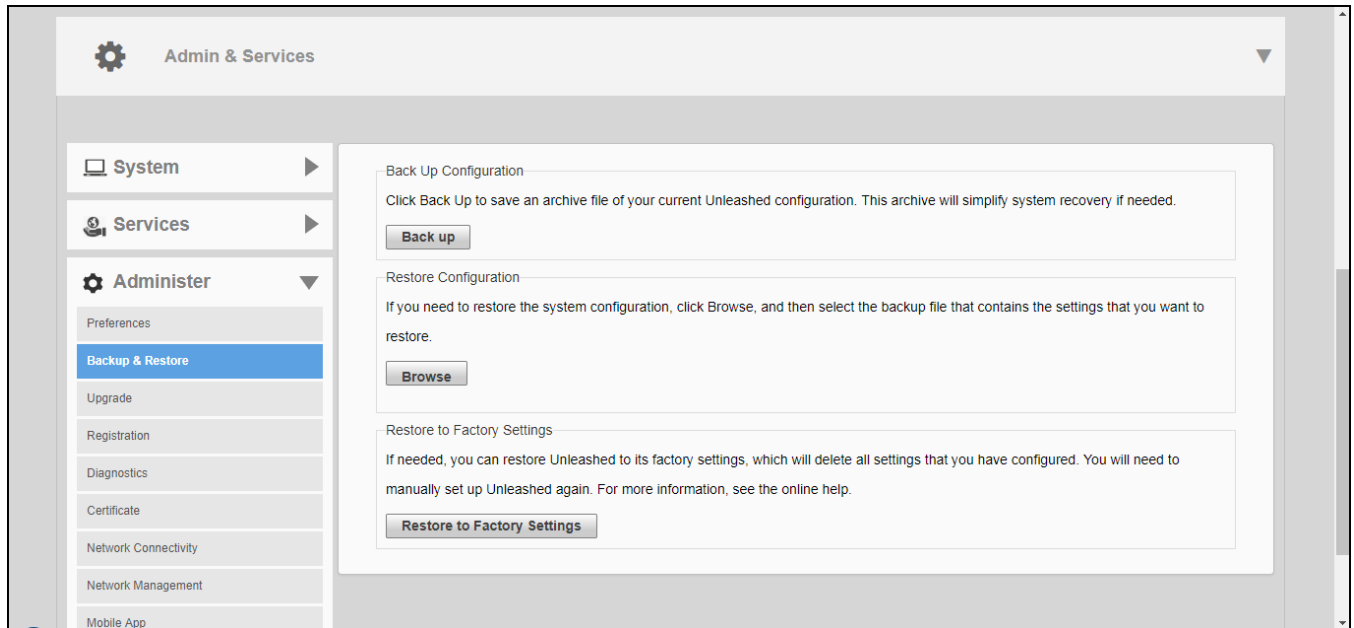 Admin & Services
System
Services
Administer
Preferences
Backup & Restore
Upgrade
Registration
Diagnostics
Certificate
Network Connectivity
Network Management
Mobile App
Back Up Configuration
Click Back Up to save an archive file of your current Unleashed configuration. This archive will simplify system recovery if needed.
Back up
Restore Configuration
If you need to restore the system configuration, click Browse, and then select the backup file that contains the settings that you want to
restore.
Browse
Restore to Factory Settings
If needed, you can restore Unleashed to its factory settings, which will delete all settings that you have configured. You will need to
manually set up Unleashed again. For more information, see the online help.
Restore to Factory Settings